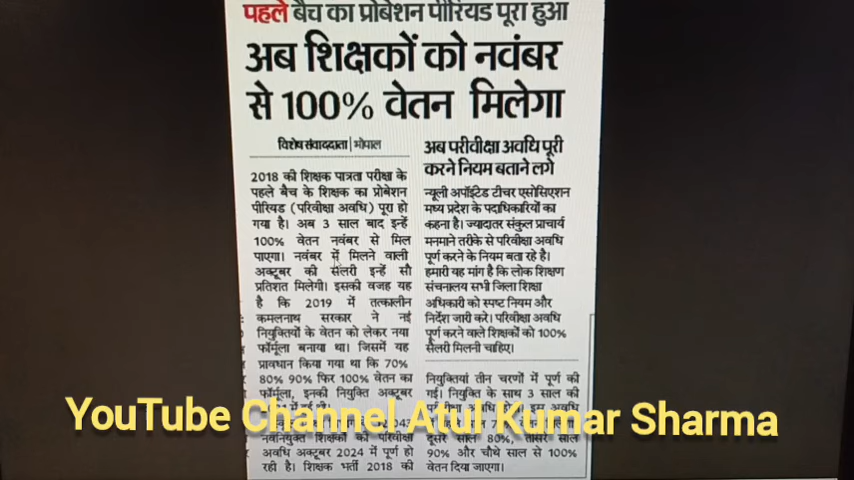 पहले बैच का प्रोबेशन पीरियड पूरा हुआ
अब शिक्षकों को नवंबर
से 100% वेतन मिलेगा
विशेष संवाददाता | भोपाल
2018 की शिक्षक पात्रता परीक्षा के
पहले बैच के शिक्षक का प्रोबेशन
पीरियड (परिवीक्षा अवधि) पूरा हो
गया है। अब 3 साल बाद इन्हें
100% वेतन नवंबर से मिल
पाएगा। नवंबर में मिलने वाली
अक्टूबर की सैलरी इन्हें सौ
प्रतिशत मिलेगी। इसकी वजह यह
है कि 2019 में तत्कालीन
कमलनाथ सरकार ने नई
नियुक्तियों के वेतन को लेकर नया
फॉर्मूला बनाया था। जिसमें यह
प्रावधान किया गया था कि 70%
80% 90% फिर 100% वेतन का
फॉर्मूला, इनकी नियुक्ति अक्टूबर
नवनियुक्त शिक्षकों की परिवीक्षा
अवधि अक्टूबर 2024 में पूर्ण हो
रही है। शिक्षक भर्ती 2018 की
अब परीवीक्षा अवधि पूरी
करने नियम बताने लगे
न्यूली अपॉइंटेड टीचर एसोसिएशन
मध्य प्रदेश के पदाधिकारियों का
कहना है। ज्यादातर संकुल प्राचार्य
मनमाने तरीके से परिवीक्षा अवधि
पूर्ण करने के नियम बता रहे है।
हमारी यह मांग है कि लोक शिक्षण
संचनालय सभी जिला शिक्षा
अधिकारी को स्पष्ट नियम और
निर्देश जारी करे। परिवीक्षा अवधि
पूर्ण करने वाले शिक्षकों को 100%
सैलरी मिलनी चाहिए।
नियुक्तियां तीन चरणों में पूर्ण की
गई। नियुक्ति के साथ 3 साल की
दूसरे साल 80%, तीसरे साल
90% और चौथे साल से 100%
वेतन दिया जाएगा।
YouTube Channel Atul Kumar Sharma